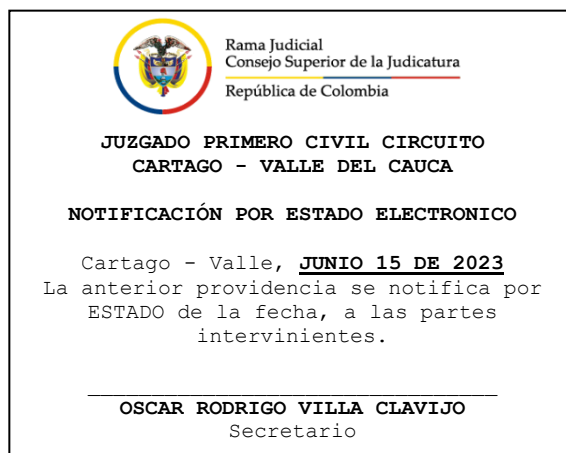 Rama Judicial
Consejo Superior de la Judicatura
República de Colombia
JUZGADO PRIMERO CIVIL CIRCUITO
CARTAGO - VALLE DEL CAUCA
NOTIFICACIÓN POR ESTADO ELECTRONICO
Cartago - Valle, JUNIO 15 DE 2023
La anterior providencia se notifica por
ESTADO de la fecha, a las partes
intervinientes.
OSCAR RODRIGO VILLA CLAVIJO
Secretario